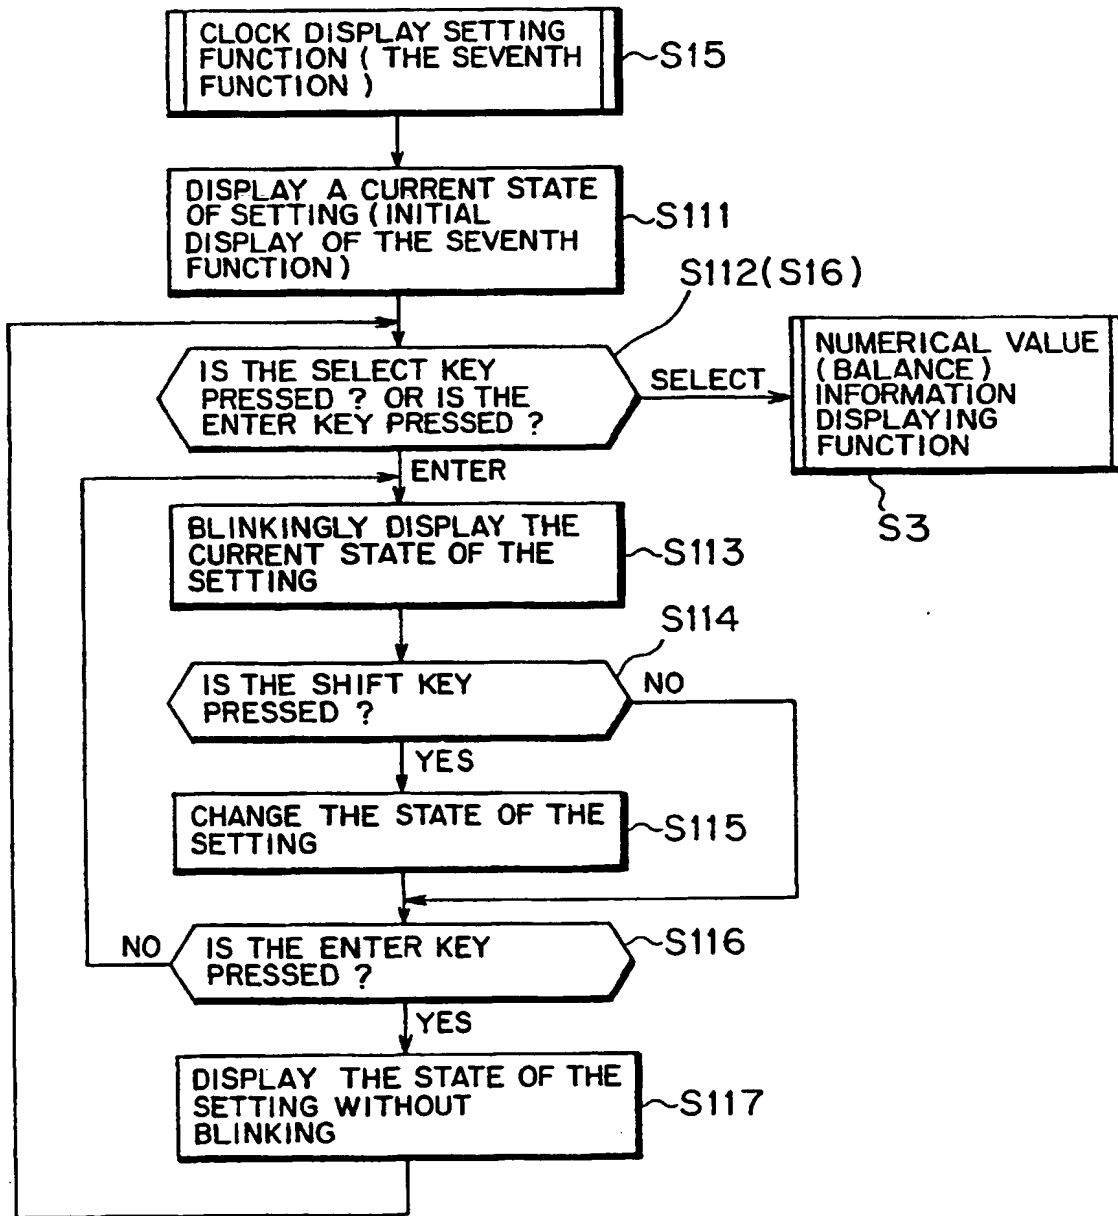 CLOCK DISPLAY SETTING
FUNCTION ( THE SEVENTH
FUNCTION )
S15
DISPLAY A CURRENT STATE
OF SETTING (INITIAL
DISPLAY OF THE SEVENTH
FUNCTION)
S111
S112(S16)
IS THE SELECT KEY
PRESSED ? OR IS THE
ENTER KEY PRESSED ?
SELECT
NUMERICAL VALUE
(BALANCE)
INFORMATION
DISPLAYING
FUNCTION
S3
ENTER
BLINKINGLY DISPLAY THE
CURRENT STATE OF THE
SETTING
S113
S114
IS THE SHIFT KEY
PRESSED ?
NO
YES
CHANGE THE STATE OF THE
SETTING
S115
NO
IS THE ENTER KEY
PRESSED ?
S116
YES
DISPLAY THE STATE OF THE
SETTING WITHOUT
BLINKING
S117